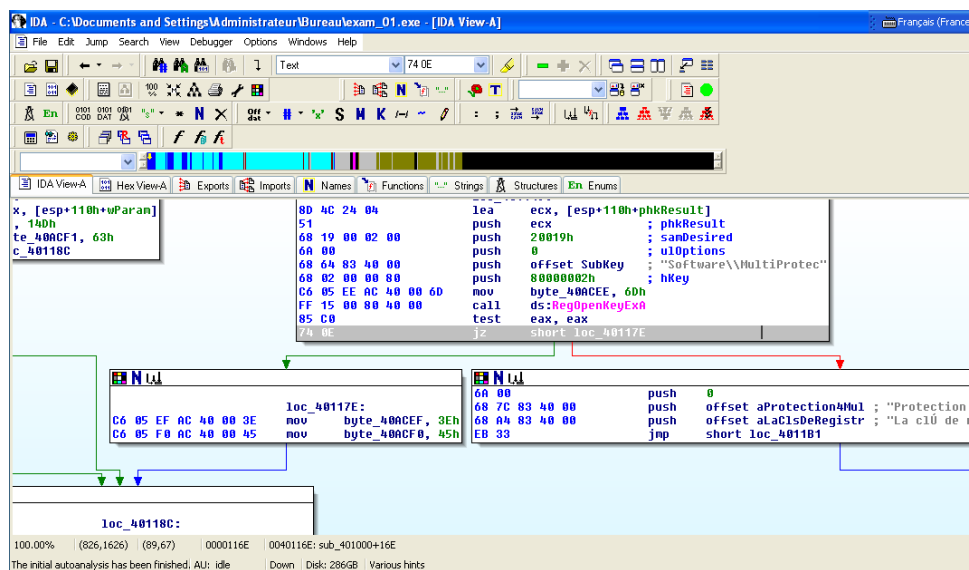 IDA - C:\Documents and Settings\Administrateur\Bureau\exam_01.exe - [IDA View-A]
Français (France
File Edit Jump Search View Debugger Options Windows Help
Text 74 0E
IDA View-A Hex View-A Exports Imports N Names Functions Strings Structures En Enums
x, [esp+110h+wParam]
, 14Dh
te_40ACF1, 63h
c_40118C
8D 4C 24 04 lea ecx, [esp+110h+phkResult]
51 push ecx ; phkResult
68 19 00 02 00 push 20019h ; samDesired
6A 00 push 0 ; ulOptions
68 64 83 40 00 push offset SubKey ; "Software\\MultiProtec"
68 02 00 00 80 push 80000002h ; hKey
C6 05 EE AC 40 00 6D mov byte_40ACEE, 6Dh
FF 15 00 80 40 00 call ds:RegOpenKeyExA
85 C0 test eax, eax
74 0E jz short loc_40117E
loc_40117E:
C6 05 EF AC 40 00 3E mov byte_40ACEF, 3Eh
C6 05 F0 AC 40 00 45 mov byte_40ACF0, 45h
6A 00 push 0
68 7C 83 40 00 push offset aProtection4Mul ; "Protection
68 A4 83 40 00 push offset aLaClsDeRegistr ; "La clÚ de r
EB 33 jmp short loc_4011B1
loc_40118C:
100.00% (826,1626) (89,67) 0000116E 0040116E: sub_401000+16E
The initial autoanalysis has been finished. AU: idle Down Disk: 286GB Various hints